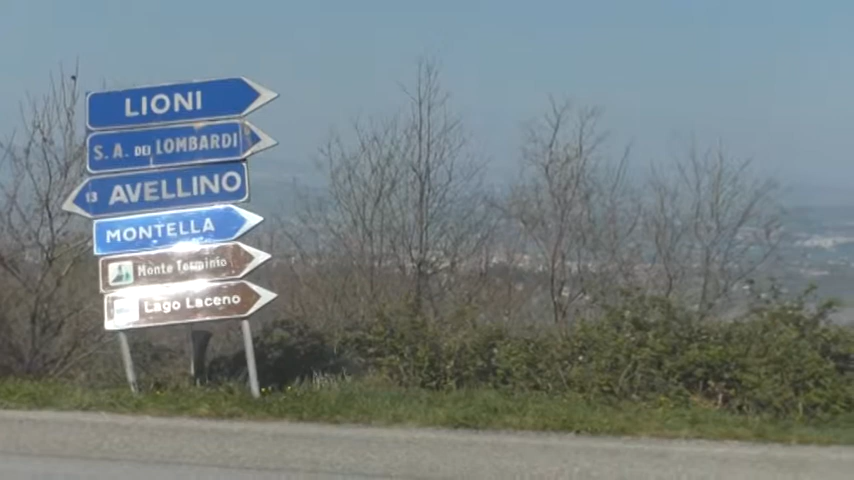 LIONI
S. A. DEI LOMBARDI
13 AVELLINO
MONTELLA
Monte Terminio
Lago Laceno